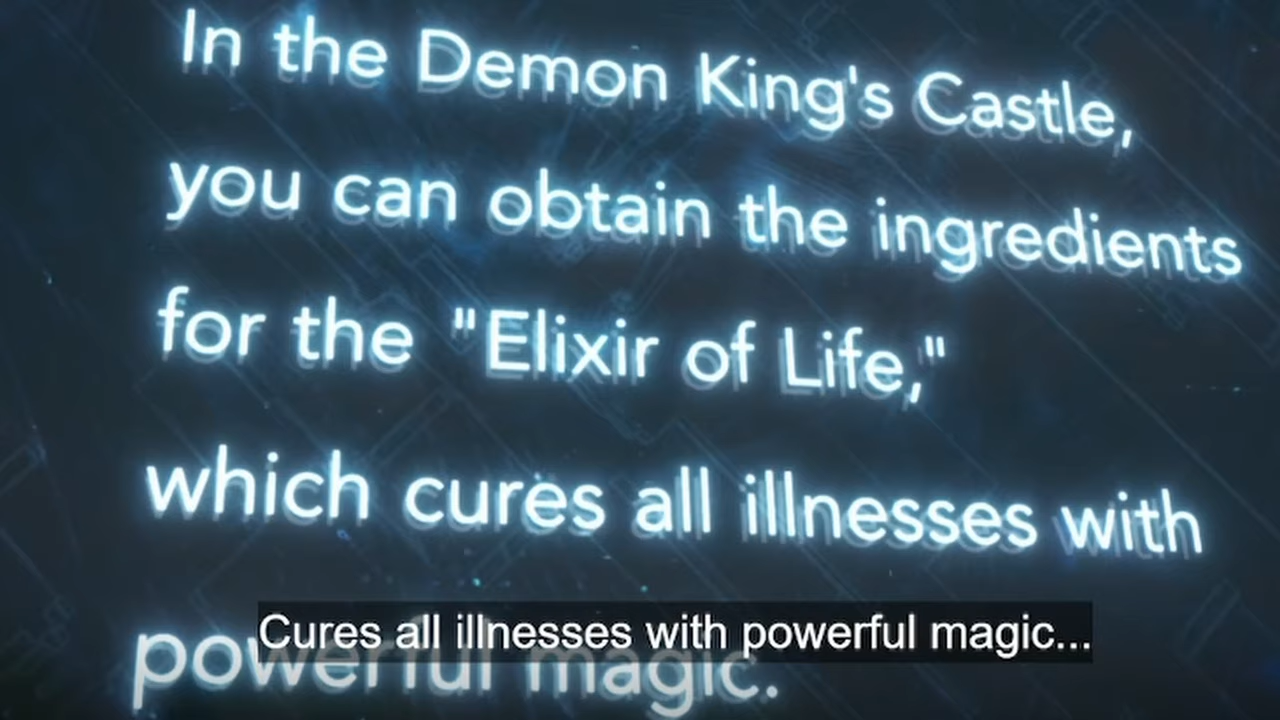 In the Demon King's Castle,
you can obtain the ingredients
for the "Elixir of Life,"
which cures all illnesses with
powerful magic.
Cures all illnesses with powerful magic...